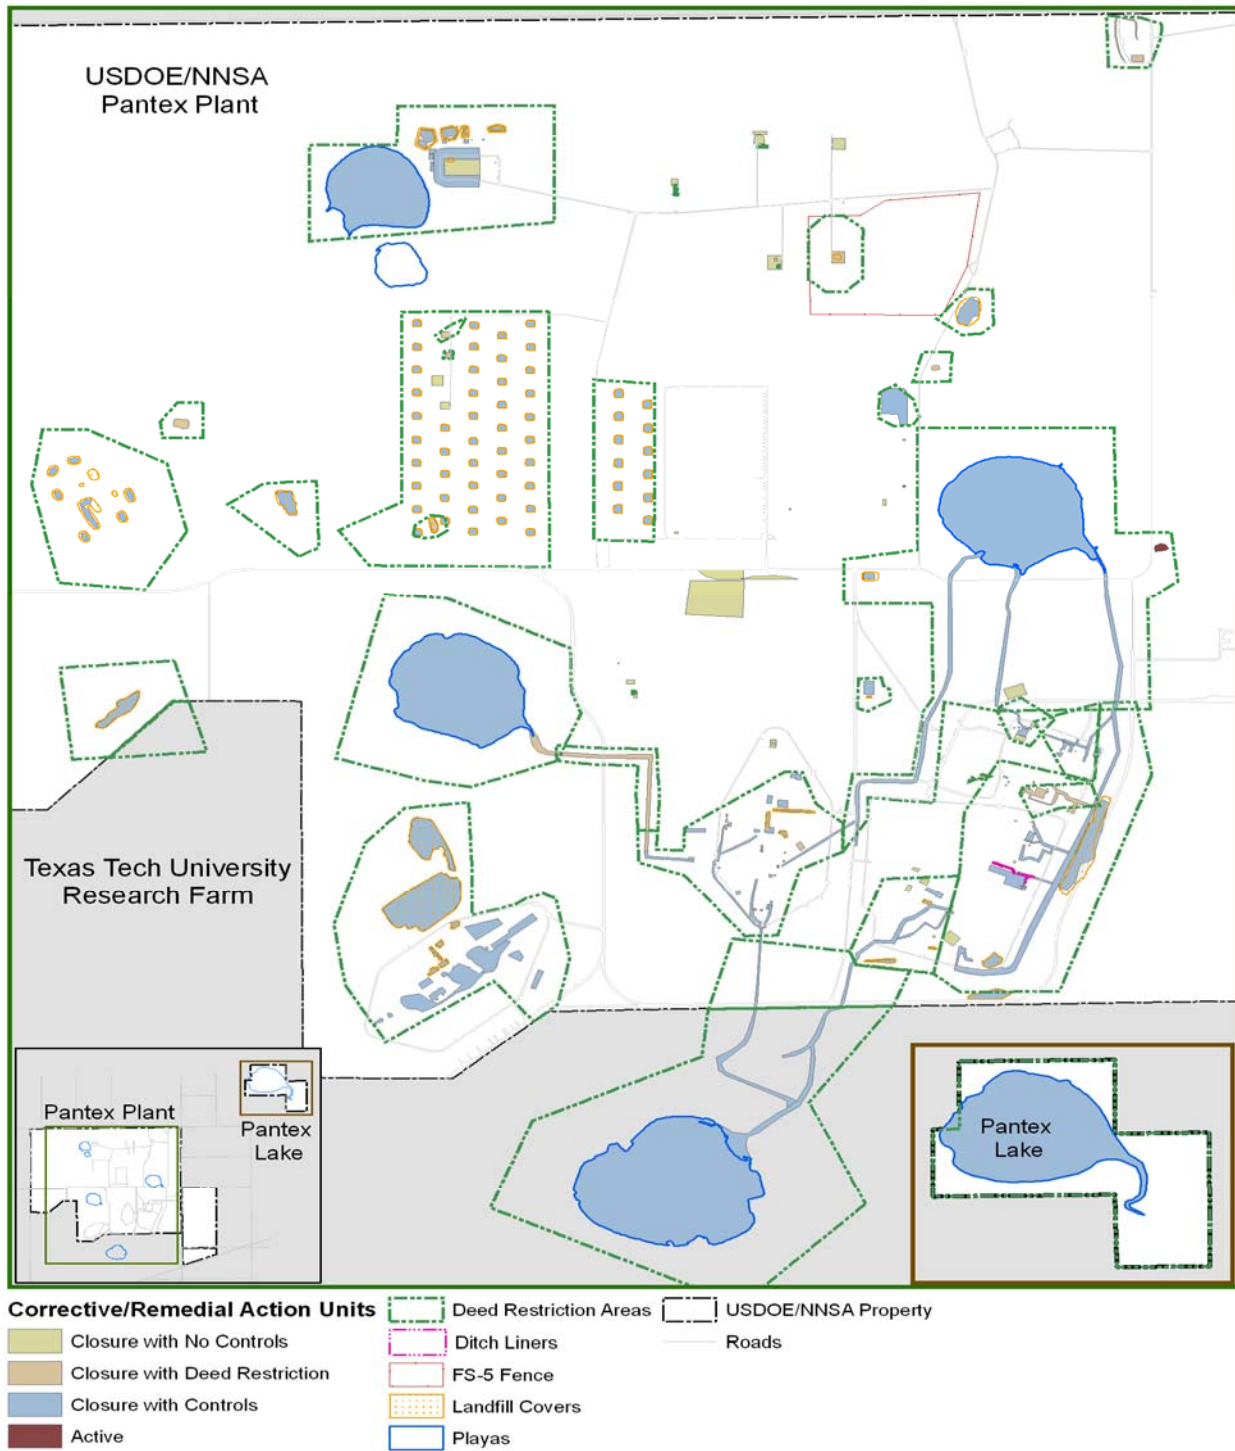 USDOE/NNSA
Pantex Plant
Texas Tech University
Research Farm
Pantex Plant
Pantex
Lake
Pantex
Lake
Corrective/Remedial Action Units
Closure with No Controls
Closure with Deed Restriction
Closure with Controls
Active
Deed Restriction Areas
Ditch Liners
FS-5 Fence
Landfill Covers
Playas
USDOE/NNSA Property
Roads